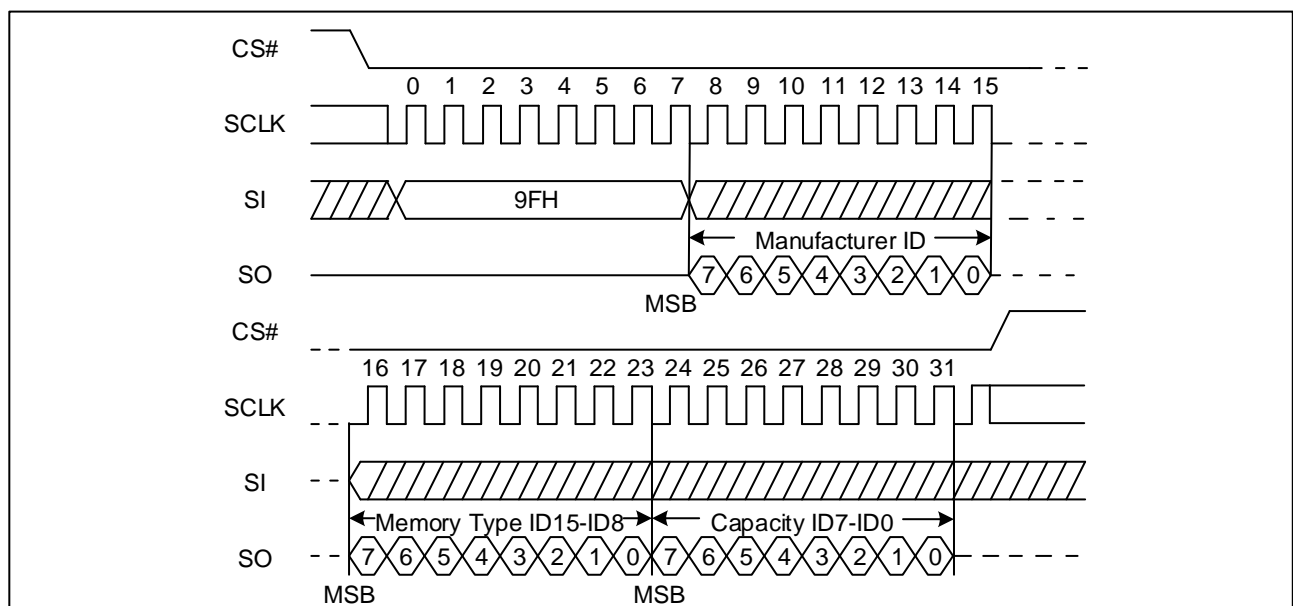 CS#
0 1 2 3 4 5 6 7 8 9 10 11 12 13 14 15
SCLK
SI 9FH
Manufacturer ID
SO 7 6 5 4 3 2 1 0
MSB
CS#
16 17 18 19 20 21 22 23 24 25 26 27 28 29 30 31
SCLK
SI
Memory Type ID15-ID8 Capacity ID7-ID0
SO 7 6 5 4 3 2 1 0 7 6 5 4 3 2 1 0
MSB MSB